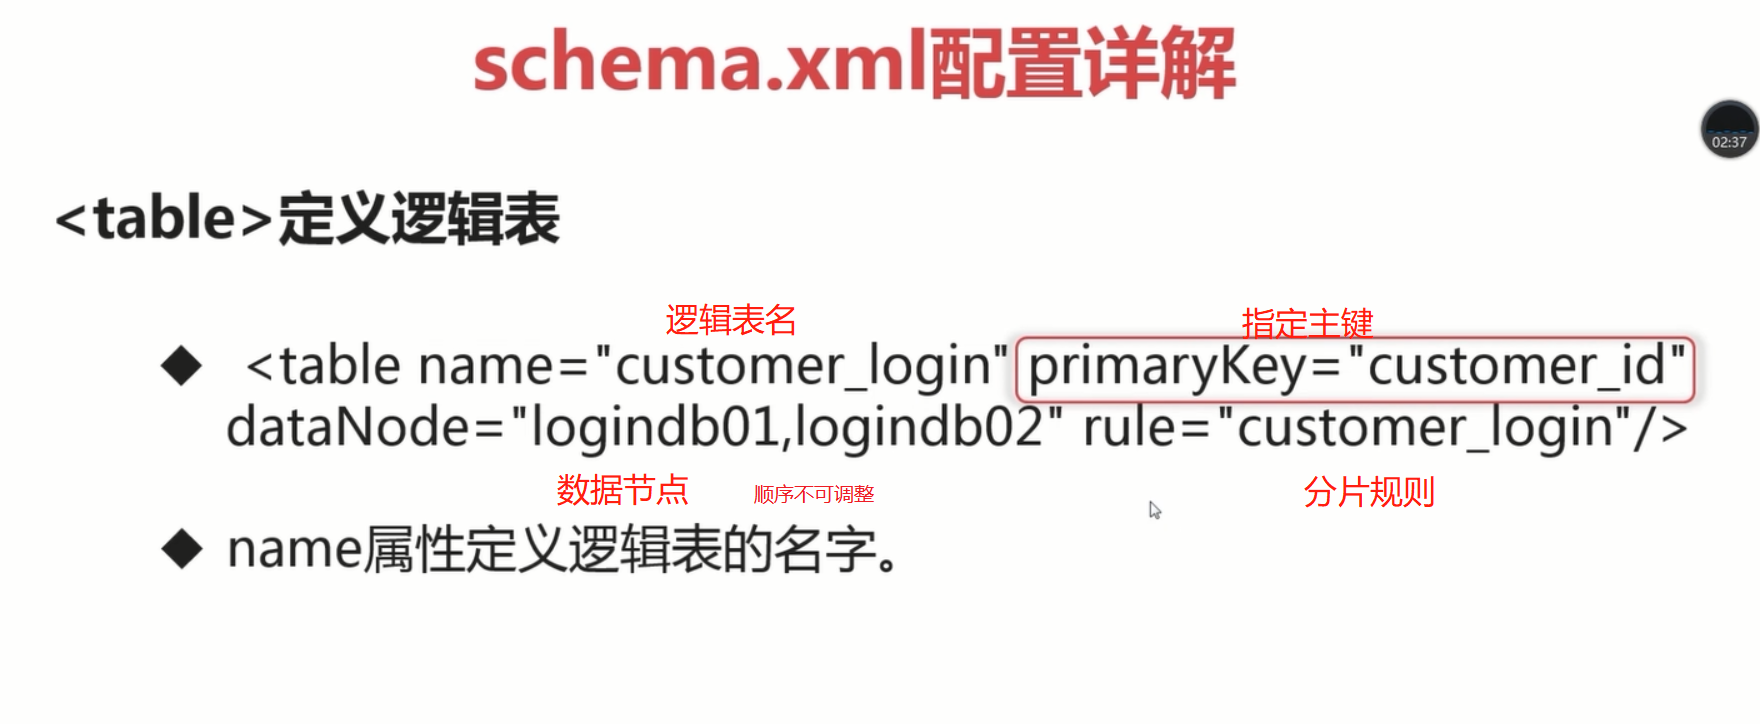 schema.xml配置详解
02:37
<table>定义逻辑表
逻辑表名
指定主键
◆ <table name="customer_login" primaryKey="customer_id"
dataNode="logindb01,logindb02" rule="customer_login"/>
数据节点
顺序不可调整
分片规则
◆ name属性定义逻辑表的名字。